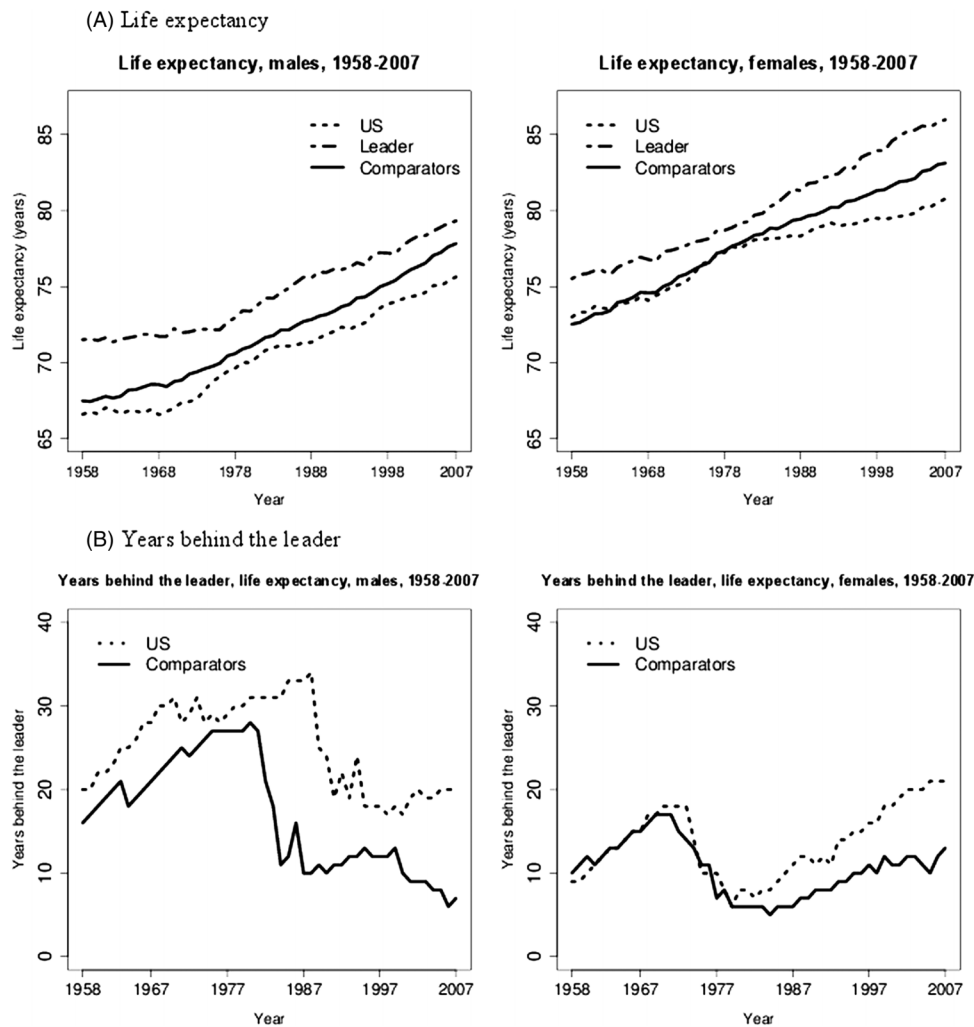 (A) Life expectancy
Life expectancy, males, 1958-2007
Life expectancy (years)
85
80
75
70
65
US
Leader
Comparators
1958 1968 1978 1988 1998 2007
Year
Life expectancy, females, 1958-2007
Life expectancy (years)
85
80
75
70
65
US
Leader
Comparators
1958 1968 1978 1988 1998 2007
Year
(B) Years behind the leader
Years behind the leader, life expectancy, males, 1958-2007
Years behind the leader
40
30
20
10
0
US
Comparators
1958 1967 1977 1987 1997 2007
Year
Years behind the leader, life expectancy, females, 1958-2007
Years behind the leader
40
30
20
10
0
US
Comparators
1958 1967 1977 1987 1997 2007
Year